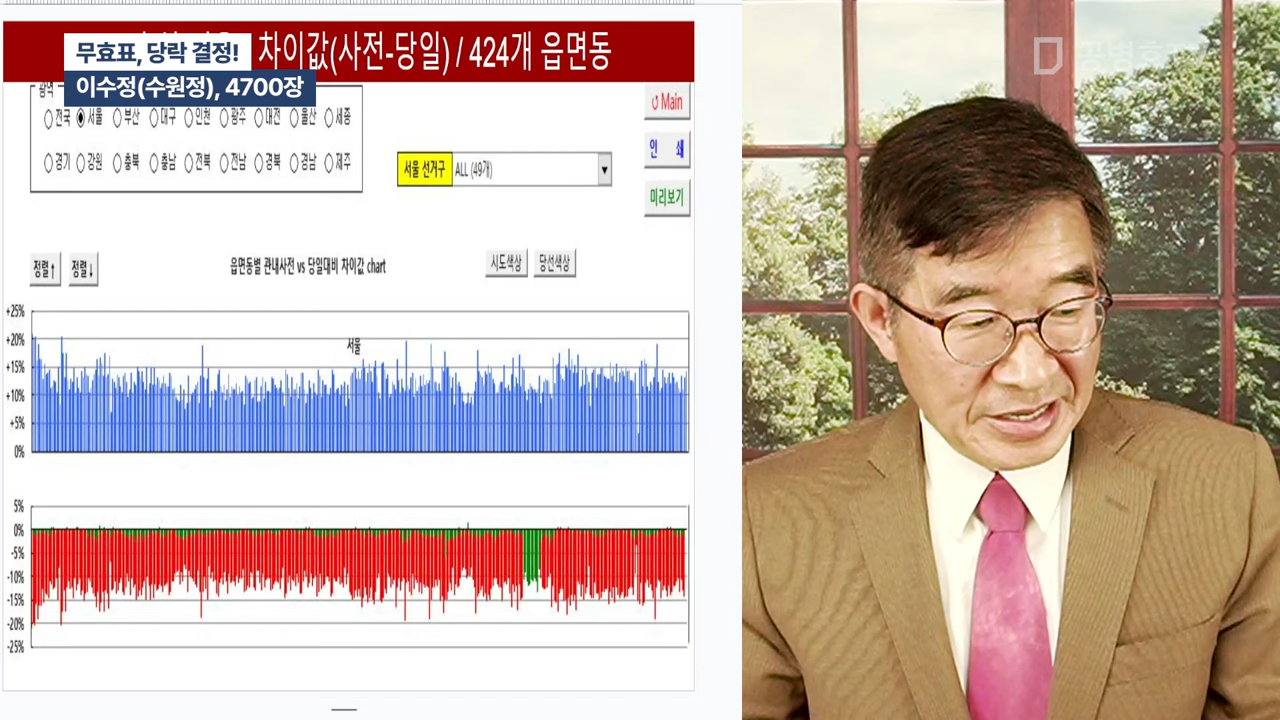 무효표, 당락 결정!
차이값(사전-당일) / 424개 읍면동
이수정(수원정), 4700장
전국 서울 부산 대구 인천 광주 대전 울산 세종
경기 강원 충북 충남 전북 전남 경북 경남 제주
서울 선거구 ALL (49개)
↺ Main
인 쇄
미리보기
정렬↑ 정렬↓
읍면동별 관내사전 vs 당일대비 차이값 chart
시도색상 당선색상
서울
+25%
+20%
+15%
+10%
+5%
0%
5%
0%
-5%
-10%
-15%
-20%
-25%
공병호